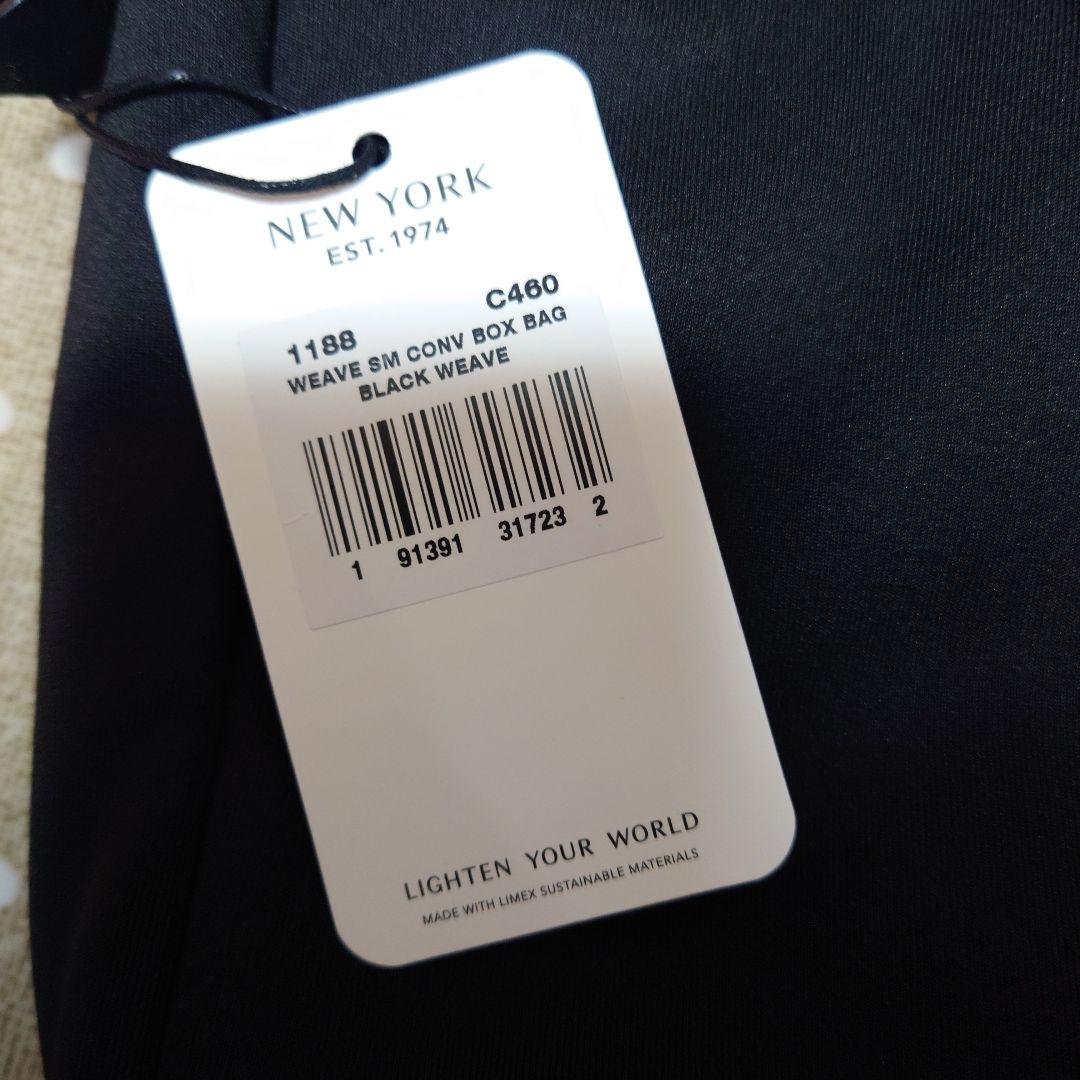 NEW YORK
EST. 1974
1188 C460
WEAVE SM CONV BOX BAG
BLACK WEAVE
1 91391 31723 2
LIGHTEN YOUR WORLD
MADE WITH LIMEX SUSTAINABLE MATERIALS